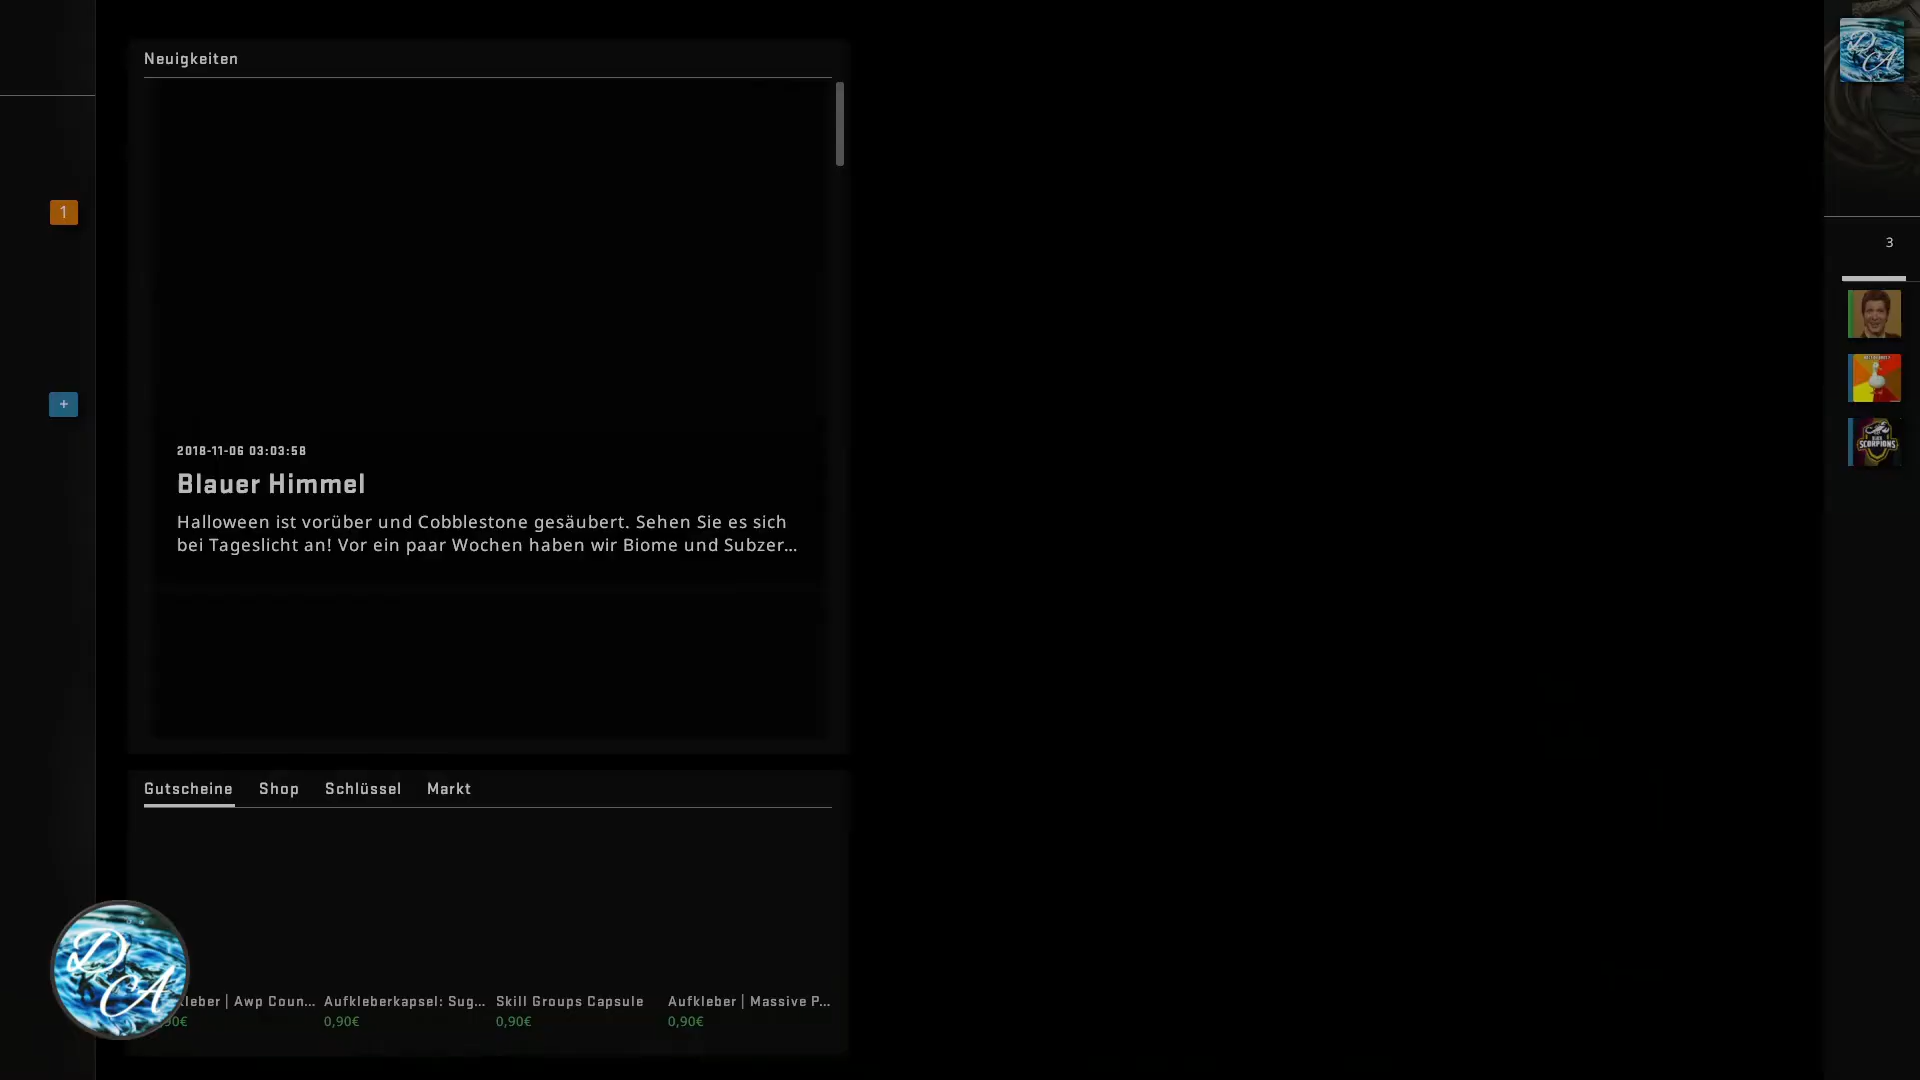 Neuigkeiten
1
3
+
2018-11-06 03:03:58
Blauer Himmel
Halloween ist vorüber und Cobblestone gesäubert. Sehen Sie es sich
bei Tageslicht an! Vor ein paar Wochen haben wir Biome und Subzer...
SCORPIONS
Gutscheine Shop Schlüssel Markt
DA
| Awp Coun... Aufkleberkapsel: Sug... Skill Groups Capsule Aufkleber | Massive P...
0,90€ 0,90€ 0,90€